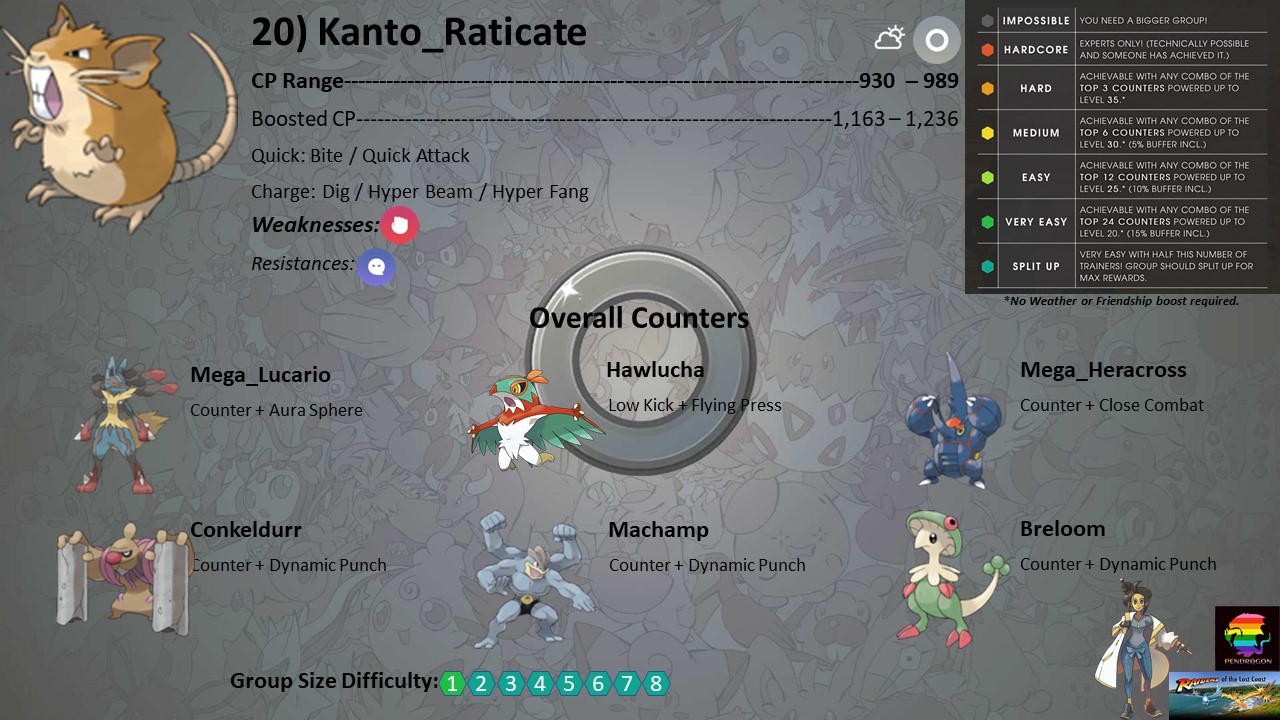 20) Kanto_Raticate
CP Range---930 – 989
Boosted CP---1,163 – 1,236
Quick: Bite / Quick Attack
Charge: Dig / Hyper Beam / Hyper Fang
Weaknesses:
Resistances:
IMPOSSIBLE YOU NEED A BIGGER GROUP!
HARDCORE EXPERTS ONLY! (TECHNICALLY POSSIBLE
AND SOMEONE HAS ACHIEVED IT.)
HARD ACHIEVABLE WITH ANY COMBO OF THE
TOP 3 COUNTERS POWERED UP TO
LEVEL 35.*
MEDIUM ACHIEVABLE WITH ANY COMBO OF THE
TOP 6 COUNTERS POWERED UP TO
LEVEL 30.* (5% BUFFER INCL.)
EASY ACHIEVABLE WITH ANY COMBO OF THE
TOP 12 COUNTERS POWERED UP TO
LEVEL 25.* (10% BUFFER INCL.)
VERY EASY ACHIEVABLE WITH ANY COMBO OF THE
TOP 24 COUNTERS POWERED UP TO
LEVEL 20.* (15% BUFFER INCL.)
SPLIT UP VERY EASY WITH HALF THIS NUMBER OF
TRAINERS! GROUP SHOULD SPLIT UP FOR
MAX REWARDS.
*No Weather or Friendship boost required.
Overall Counters
Mega_Lucario
Counter + Aura Sphere
Hawlucha
Low Kick + Flying Press
Mega_Heracross
Counter + Close Combat
Conkeldurr
Counter + Dynamic Punch
Machamp
Counter + Dynamic Punch
Breloom
Counter + Dynamic Punch
Group Size Difficulty: 1 2 3 4 5 6 7 8
PENDRAGON
RAIDERS of the Lost Coast